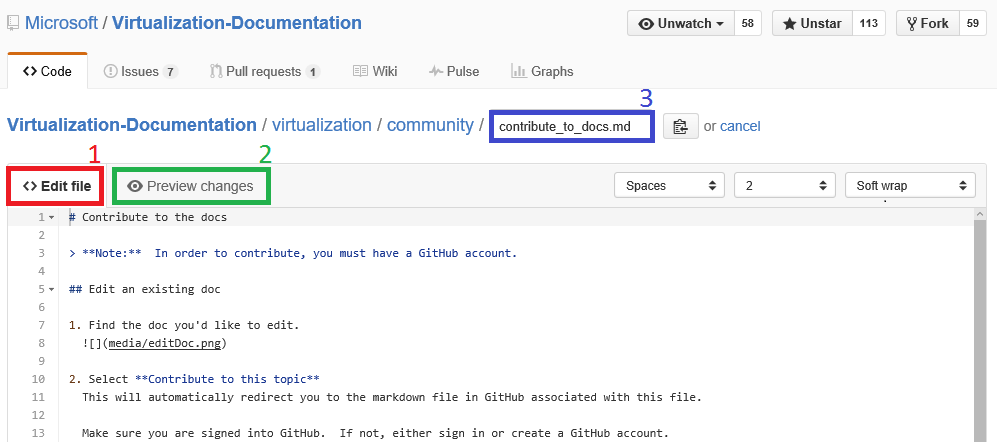 Microsoft / Virtualization-Documentation Unwatch 58 Unstar 113 Fork 59
Code Issues 7 Pull requests 1 Wiki Pulse Graphs
3
Virtualization-Documentation / virtualization / community / contribute_to_docs.md or cancel
1 2
<> Edit file Preview changes Spaces 2 Soft wrap
1 # Contribute to the docs
2
3 > **Note:**  In order to contribute, you must have a GitHub account.
4
5 ## Edit an existing doc
6
7 1. Find the doc you'd like to edit.
8 ![](media/editDoc.png)
9
10 2. Select **Contribute to this topic**
11 This will automatically redirect you to the markdown file in GitHub associated with this file.
12
13 Make sure you are signed into GitHub.  If not, either sign in or create a GitHub account.